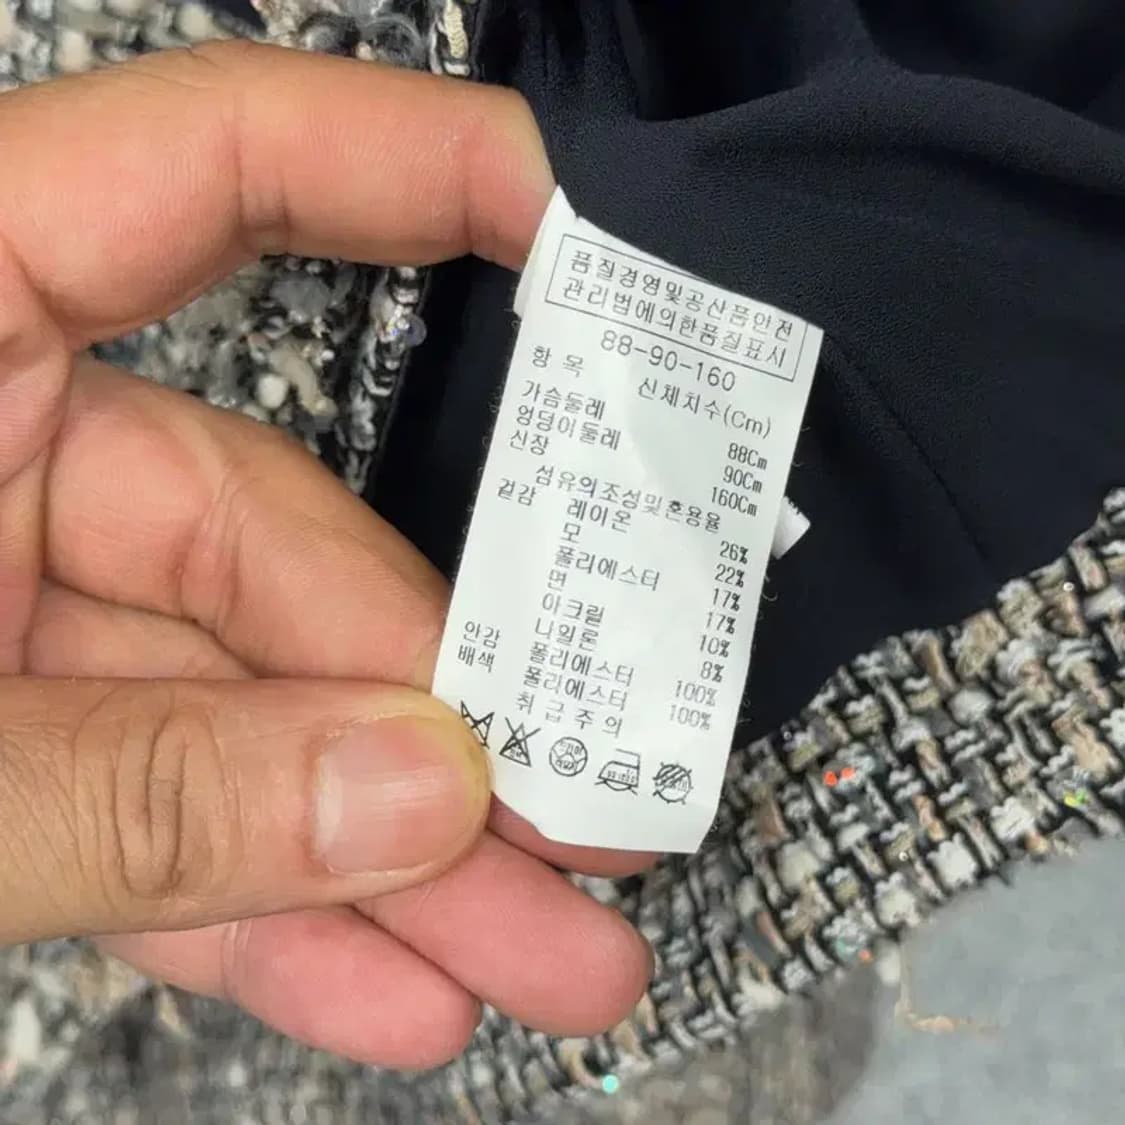 품질경영및공산품안전
관리법에의한품질표시
88-90-160
항 목 신체치수(Cm)
가슴둘레 88Cm
엉덩이둘레 90Cm
신장 160Cm
섬유의조성및혼용율
겉감 레이온 26%
모 22%
폴리에스터 17%
면 17%
아크릴 10%
나일론 8%
안감 폴리에스터 100%
배색 폴리에스터 100%
취 급 주 의